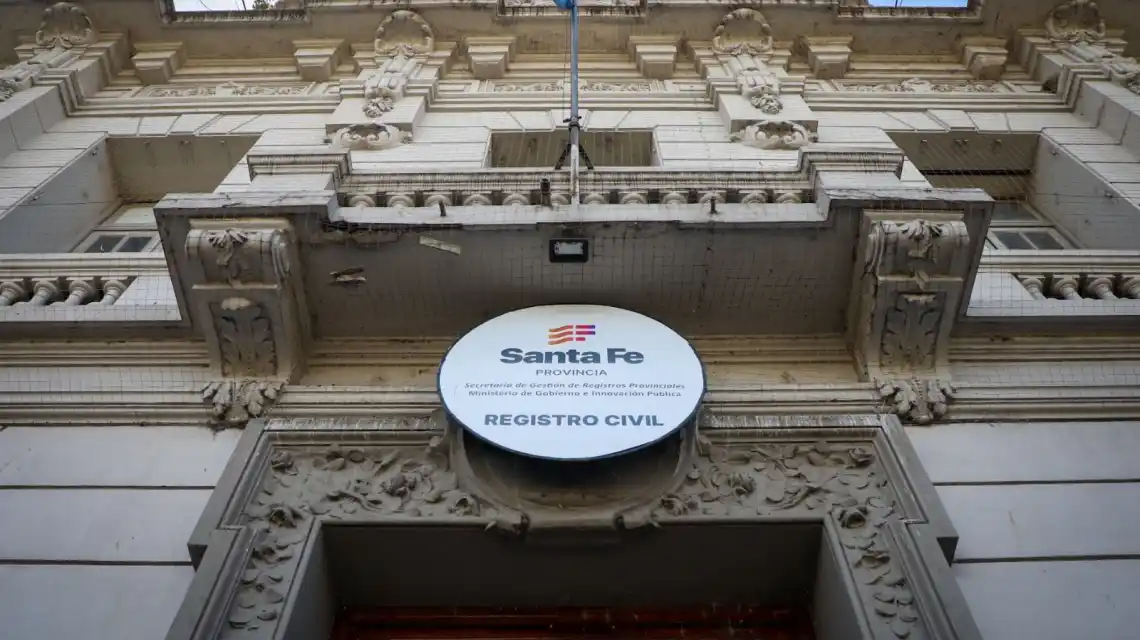 Santa Fe
PROVINCIA
Secretaría de Gestión de Registros Provinciales
Ministerio de Gobierno e Innovación Pública
REGISTRO CIVIL